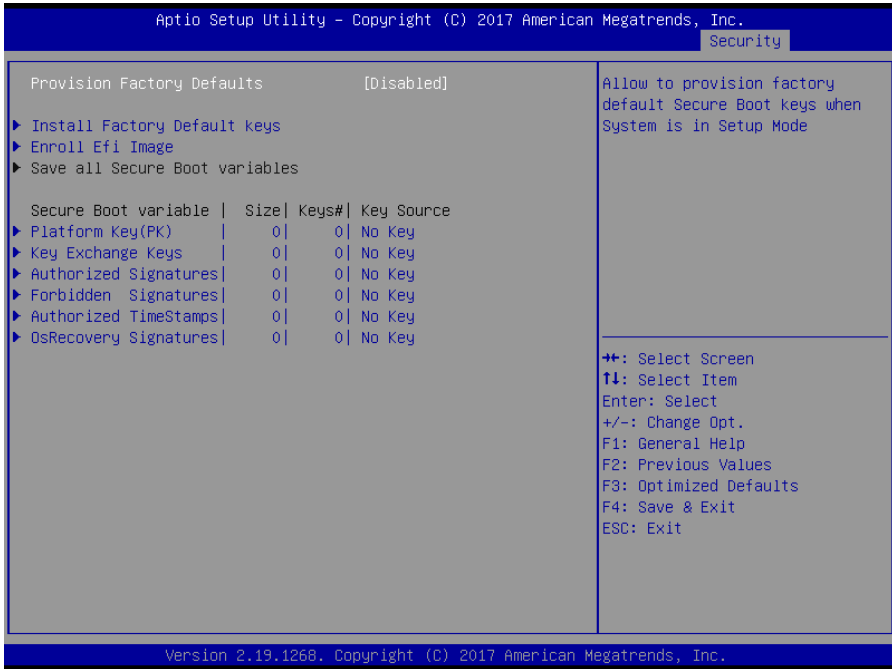 Aptio Setup Utility – Copyright (C) 2017 American Megatrends, Inc.
Security
Provision Factory Defaults [Disabled]
▶ Install Factory Default keys
▶ Enroll Efi Image
▶ Save all Secure Boot variables
Secure Boot variable | Size| Keys#| Key Source
▶ Platform Key(PK) | 0| 0| No Key
▶ Key Exchange Keys | 0| 0| No Key
▶ Authorized Signatures| 0| 0| No Key
▶ Forbidden Signatures| 0| 0| No Key
▶ Authorized TimeStamps| 0| 0| No Key
▶ OsRecovery Signatures| 0| 0| No Key
Allow to provision factory
default Secure Boot keys when
System is in Setup Mode
→←: Select Screen
↑↓: Select Item
Enter: Select
+/-: Change Opt.
F1: General Help
F2: Previous Values
F3: Optimized Defaults
F4: Save & Exit
ESC: Exit
Version 2.19.1268. Copyright (C) 2017 American Megatrends, Inc.